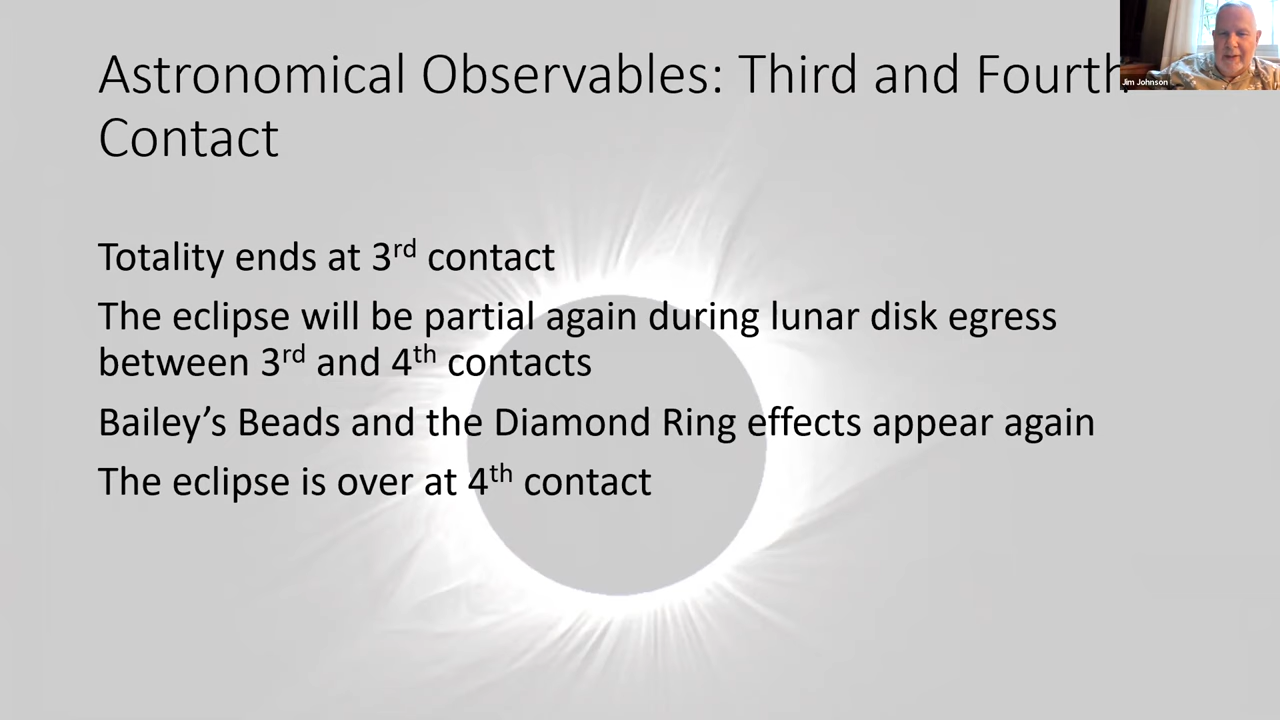 Astronomical Observables: Third and Fourth
Contact
Jim Johnson
Totality ends at 3rd contact
The eclipse will be partial again during lunar disk egress
between 3rd and 4th contacts
Bailey’s Beads and the Diamond Ring effects appear again
The eclipse is over at 4th contact